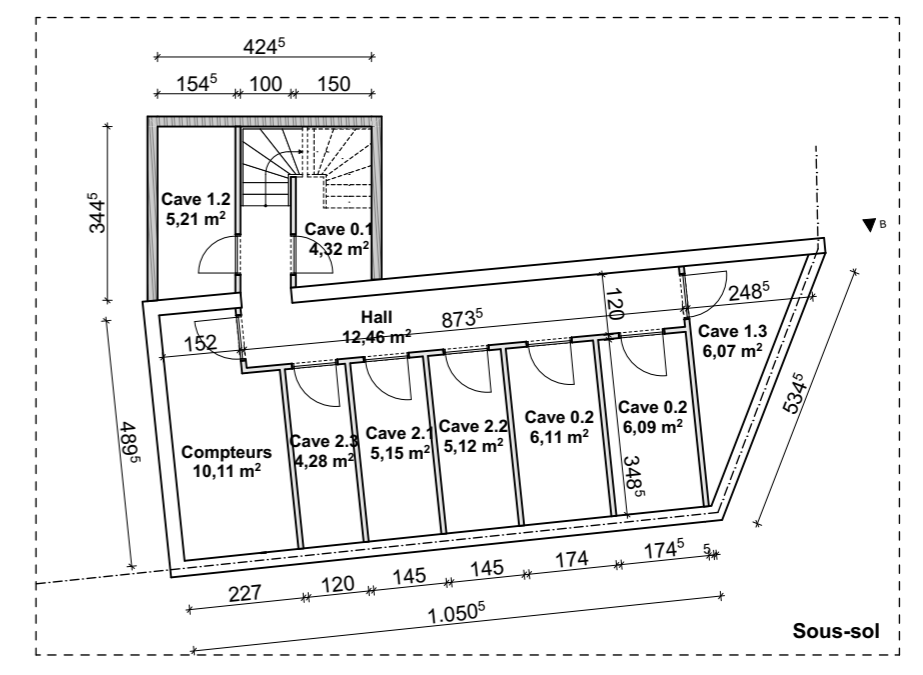 424⁵
154⁵ 100 150
344⁵
Cave 1.2
5,21 m²
Cave 0.1
4,32 m²
B
Hall
12,46 m²
873⁵
120
248⁵
152
Cave 1.3
6,07 m²
534⁵
489⁵
Compteurs
10,11 m²
Cave 2.3
4,28 m²
Cave 2.1
5,15 m²
Cave 2.2
5,12 m²
Cave 0.2
6,11 m²
Cave 0.2
6,09 m²
348⁵
227 120 145 145 174 174⁵ 5
1.050⁵
Sous-sol